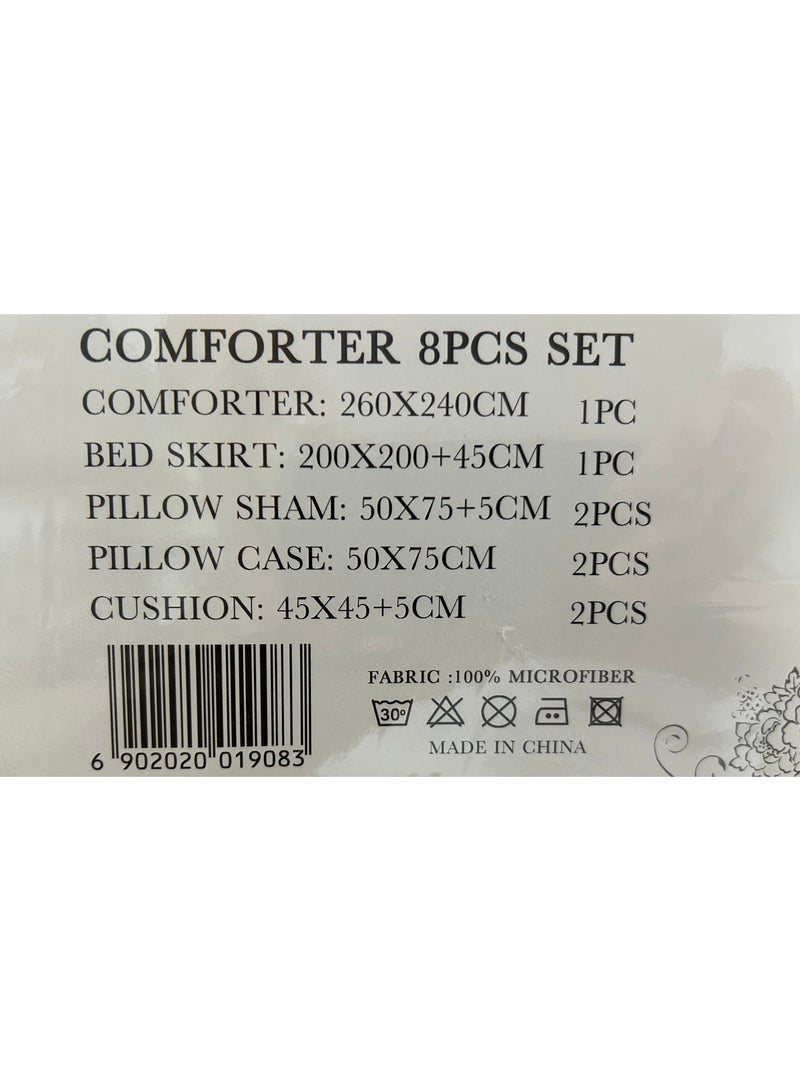 COMFORTER 8PCS SET
COMFORTER: 260X240CM 1PC
BED SKIRT: 200X200+45CM 1PC
PILLOW SHAM: 50X75+5CM 2PCS
PILLOW CASE: 50X75CM 2PCS
CUSHION: 45X45+5CM 2PCS
FABRIC :100% MICROFIBER
30°
MADE IN CHINA
6 902020 019083